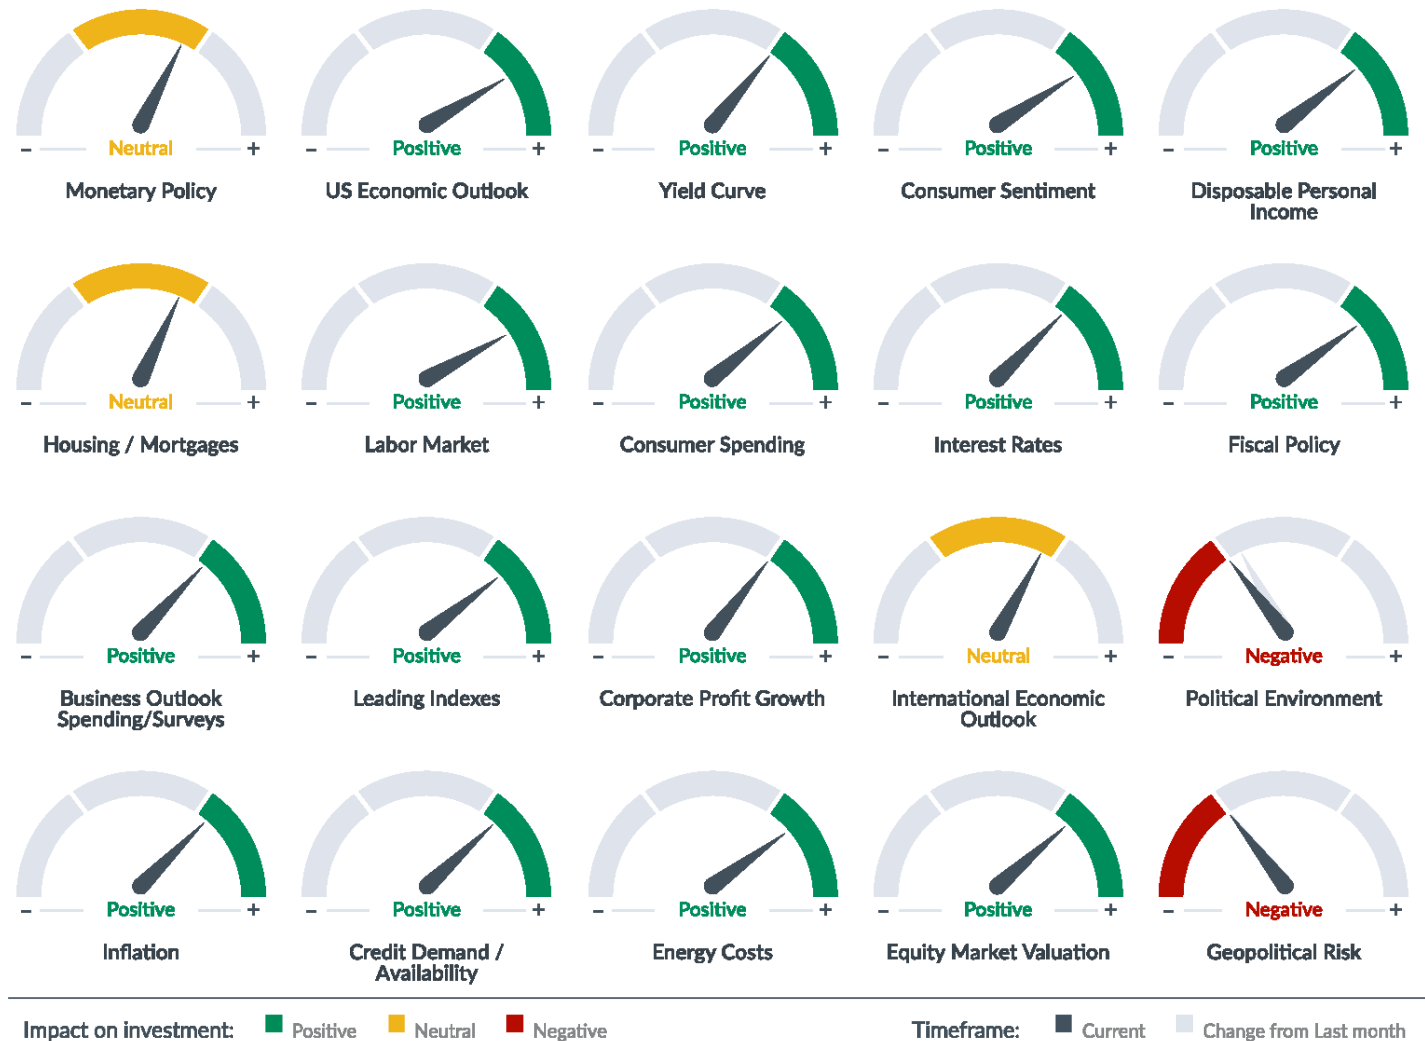 - Neutral +
Monetary Policy
- Positive +
US Economic Outlook
- Positive +
Yield Curve
- Positive +
Consumer Sentiment
- Positive +
Disposable Personal
Income
- Neutral +
Housing / Mortgages
- Positive +
Labor Market
- Positive +
Consumer Spending
- Positive +
Interest Rates
- Positive +
Fiscal Policy
- Positive +
Business Outlook
Spending/Surveys
- Positive +
Leading Indexes
- Positive +
Corporate Profit Growth
- Neutral +
International Economic
Outlook
- Negative +
Political Environment
- Positive +
Inflation
- Positive +
Credit Demand /
Availability
- Positive +
Energy Costs
- Positive +
Equity Market Valuation
- Negative +
Geopolitical Risk
Impact on investment: Positive Neutral Negative
Timeframe: Current Change from Last month